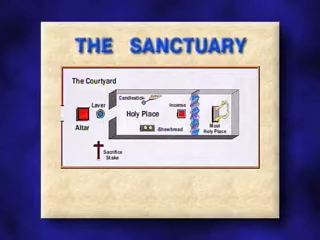 THE SANCTUARY
The Courtyard
Candlestick
Laver
Incense
Holy Place
Altar
Showbread
Most
Holy Place
Sacrifice
Stake